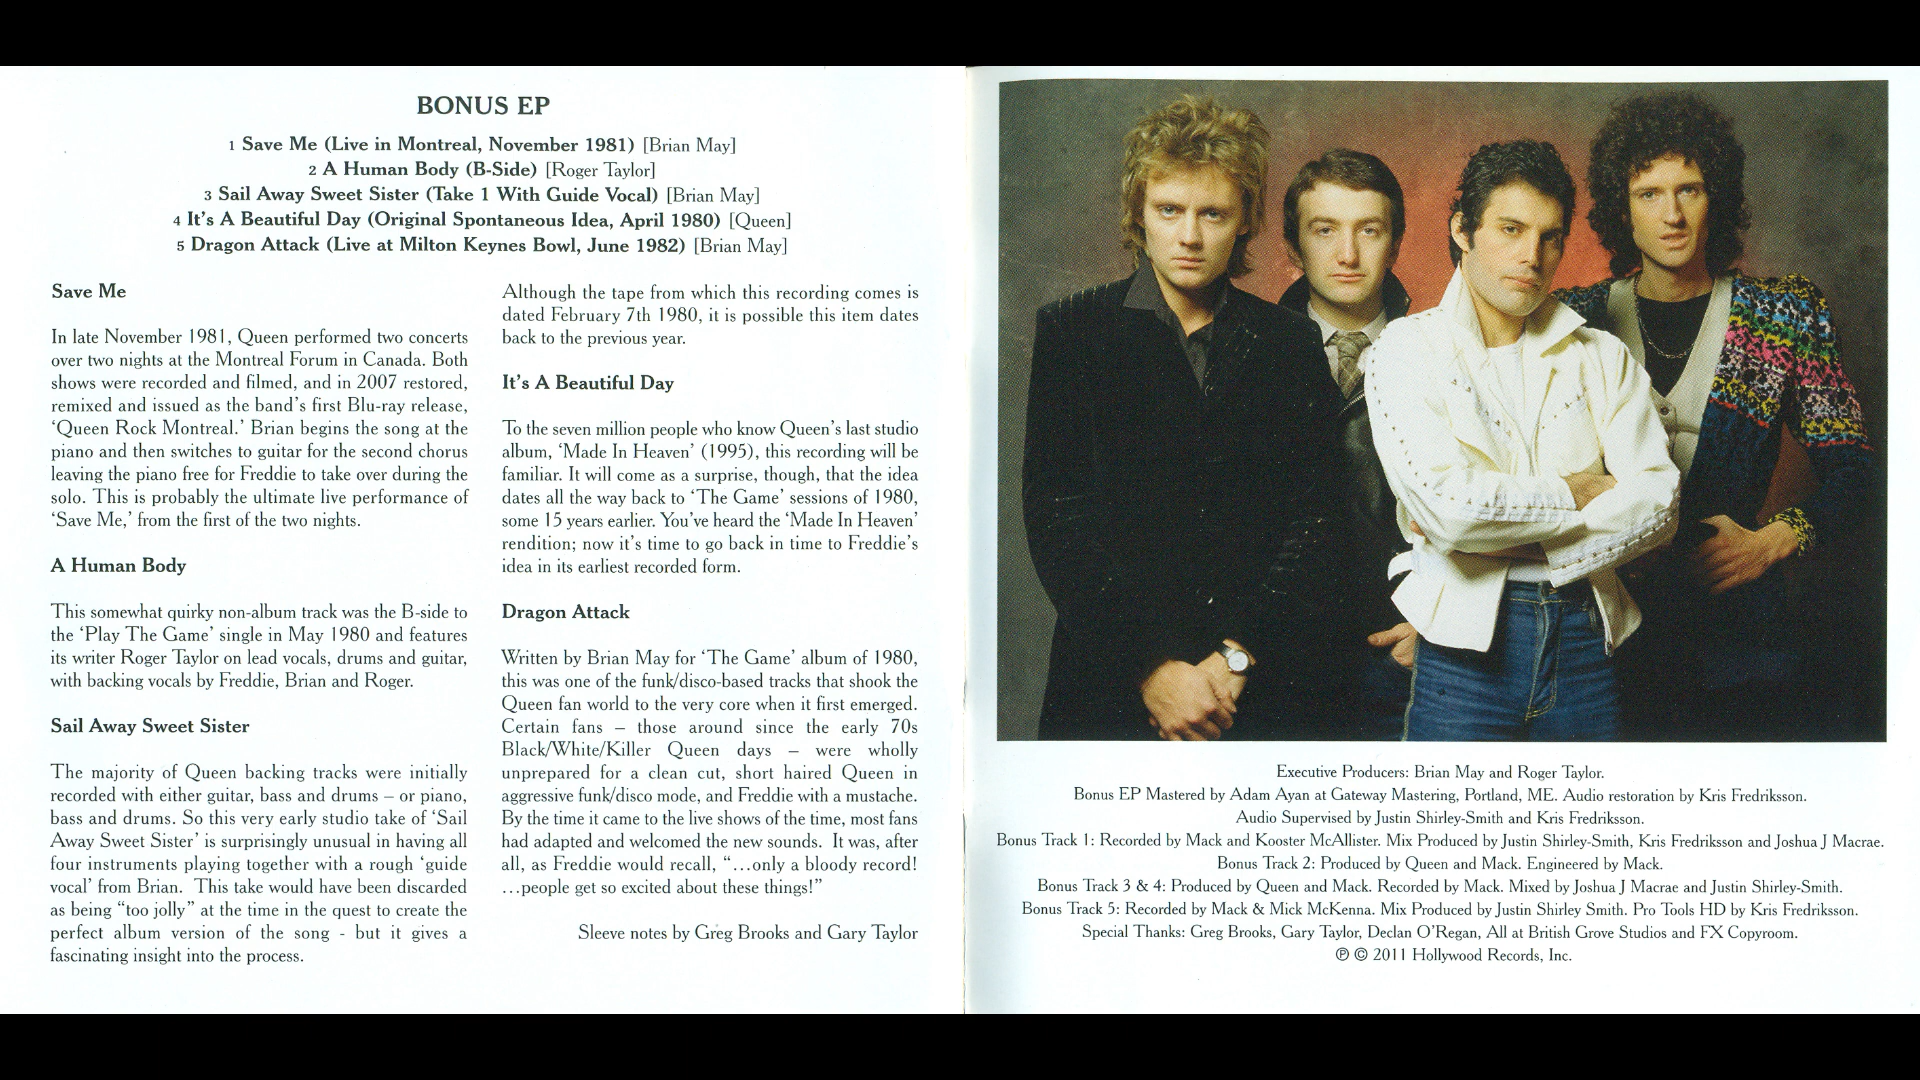 BONUS EP
1 Save Me (Live in Montreal, November 1981) [Brian May]
2 A Human Body (B-Side) [Roger Taylor]
3 Sail Away Sweet Sister (Take 1 With Guide Vocal) [Brian May]
4 It's A Beautiful Day (Original Spontaneous Idea, April 1980) [Queen]
5 Dragon Attack (Live at Milton Keynes Bowl, June 1982) [Brian May]
Save Me
In late November 1981, Queen performed two concerts
over two nights at the Montreal Forum in Canada. Both
shows were recorded and filmed, and in 2007 restored,
remixed and issued as the band's first Blu-ray release,
'Queen Rock Montreal.' Brian begins the song at the
piano and then switches to guitar for the second chorus
leaving the piano free for Freddie to take over during the
solo. This is probably the ultimate live performance of
'Save Me,' from the first of the two nights.
A Human Body
This somewhat quirky non-album track was the B-side to
the 'Play The Game' single in May 1980 and features
its writer Roger Taylor on lead vocals, drums and guitar,
with backing vocals by Freddie, Brian and Roger.
Sail Away Sweet Sister
The majority of Queen backing tracks were initially
recorded with either guitar, bass and drums – or piano,
bass and drums. So this very early studio take of 'Sail
Away Sweet Sister' is surprisingly unusual in having all
four instruments playing together with a rough 'guide
vocal' from Brian. This take would have been discarded
as being "too jolly" at the time in the quest to create the
perfect album version of the song - but it gives a
fascinating insight into the process.
Although the tape from which this recording comes is
dated February 7th 1980, it is possible this item dates
back to the previous year.
It's A Beautiful Day
To the seven million people who know Queen's last studio
album, 'Made In Heaven' (1995), this recording will be
familiar. It will come as a surprise, though, that the idea
dates all the way back to 'The Game' sessions of 1980,
some 15 years earlier. You've heard the 'Made In Heaven'
rendition; now it's time to go back in time to Freddie's
idea in its earliest recorded form.
Dragon Attack
Written by Brian May for 'The Game' album of 1980,
this was one of the funk/disco-based tracks that shook the
Queen fan world to the very core when it first emerged.
Certain fans – those around since the early 70s
Black/White/Killer Queen days – were wholly
unprepared for a clean cut, short haired Queen in
aggressive funk/disco mode, and Freddie with a mustache.
By the time it came to the live shows of the time, most fans
had adapted and welcomed the new sounds. It was, after
all, as Freddie would recall, "…only a bloody record!
…people get so excited about these things!"
Sleeve notes by Greg Brooks and Gary Taylor
Executive Producers: Brian May and Roger Taylor.
Bonus EP Mastered by Adam Ayan at Gateway Mastering, Portland, ME. Audio restoration by Kris Fredriksson.
Audio Supervised by Justin Shirley-Smith and Kris Fredriksson.
Bonus Track 1: Recorded by Mack and Kooster McAllister. Mix Produced by Justin Shirley-Smith, Kris Fredriksson and Joshua J Macrae.
Bonus Track 2: Produced by Queen and Mack. Engineered by Mack.
Bonus Track 3 & 4: Produced by Queen and Mack. Recorded by Mack. Mixed by Joshua J Macrae and Justin Shirley-Smith.
Bonus Track 5: Recorded by Mack & Mick McKenna. Mix Produced by Justin Shirley Smith. Pro Tools HD by Kris Fredriksson.
Special Thanks: Greg Brooks, Gary Taylor, Declan O'Regan, All at British Grove Studios and FX Copyroom.
℗ © 2011 Hollywood Records, Inc.